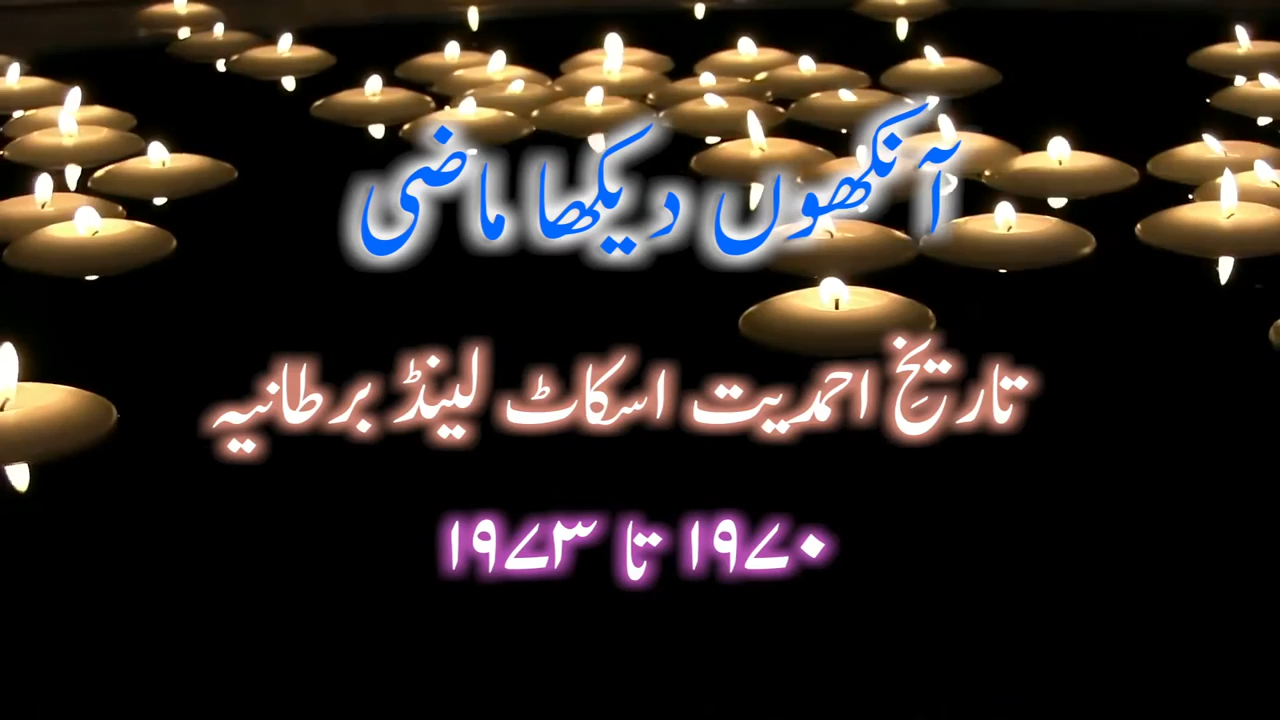 آنکھوں دیکھا ماضی
تاریخ احمدیت اسکاٹ لینڈ برطانیہ
۱۹۷۰ تا ۱۹۷۳